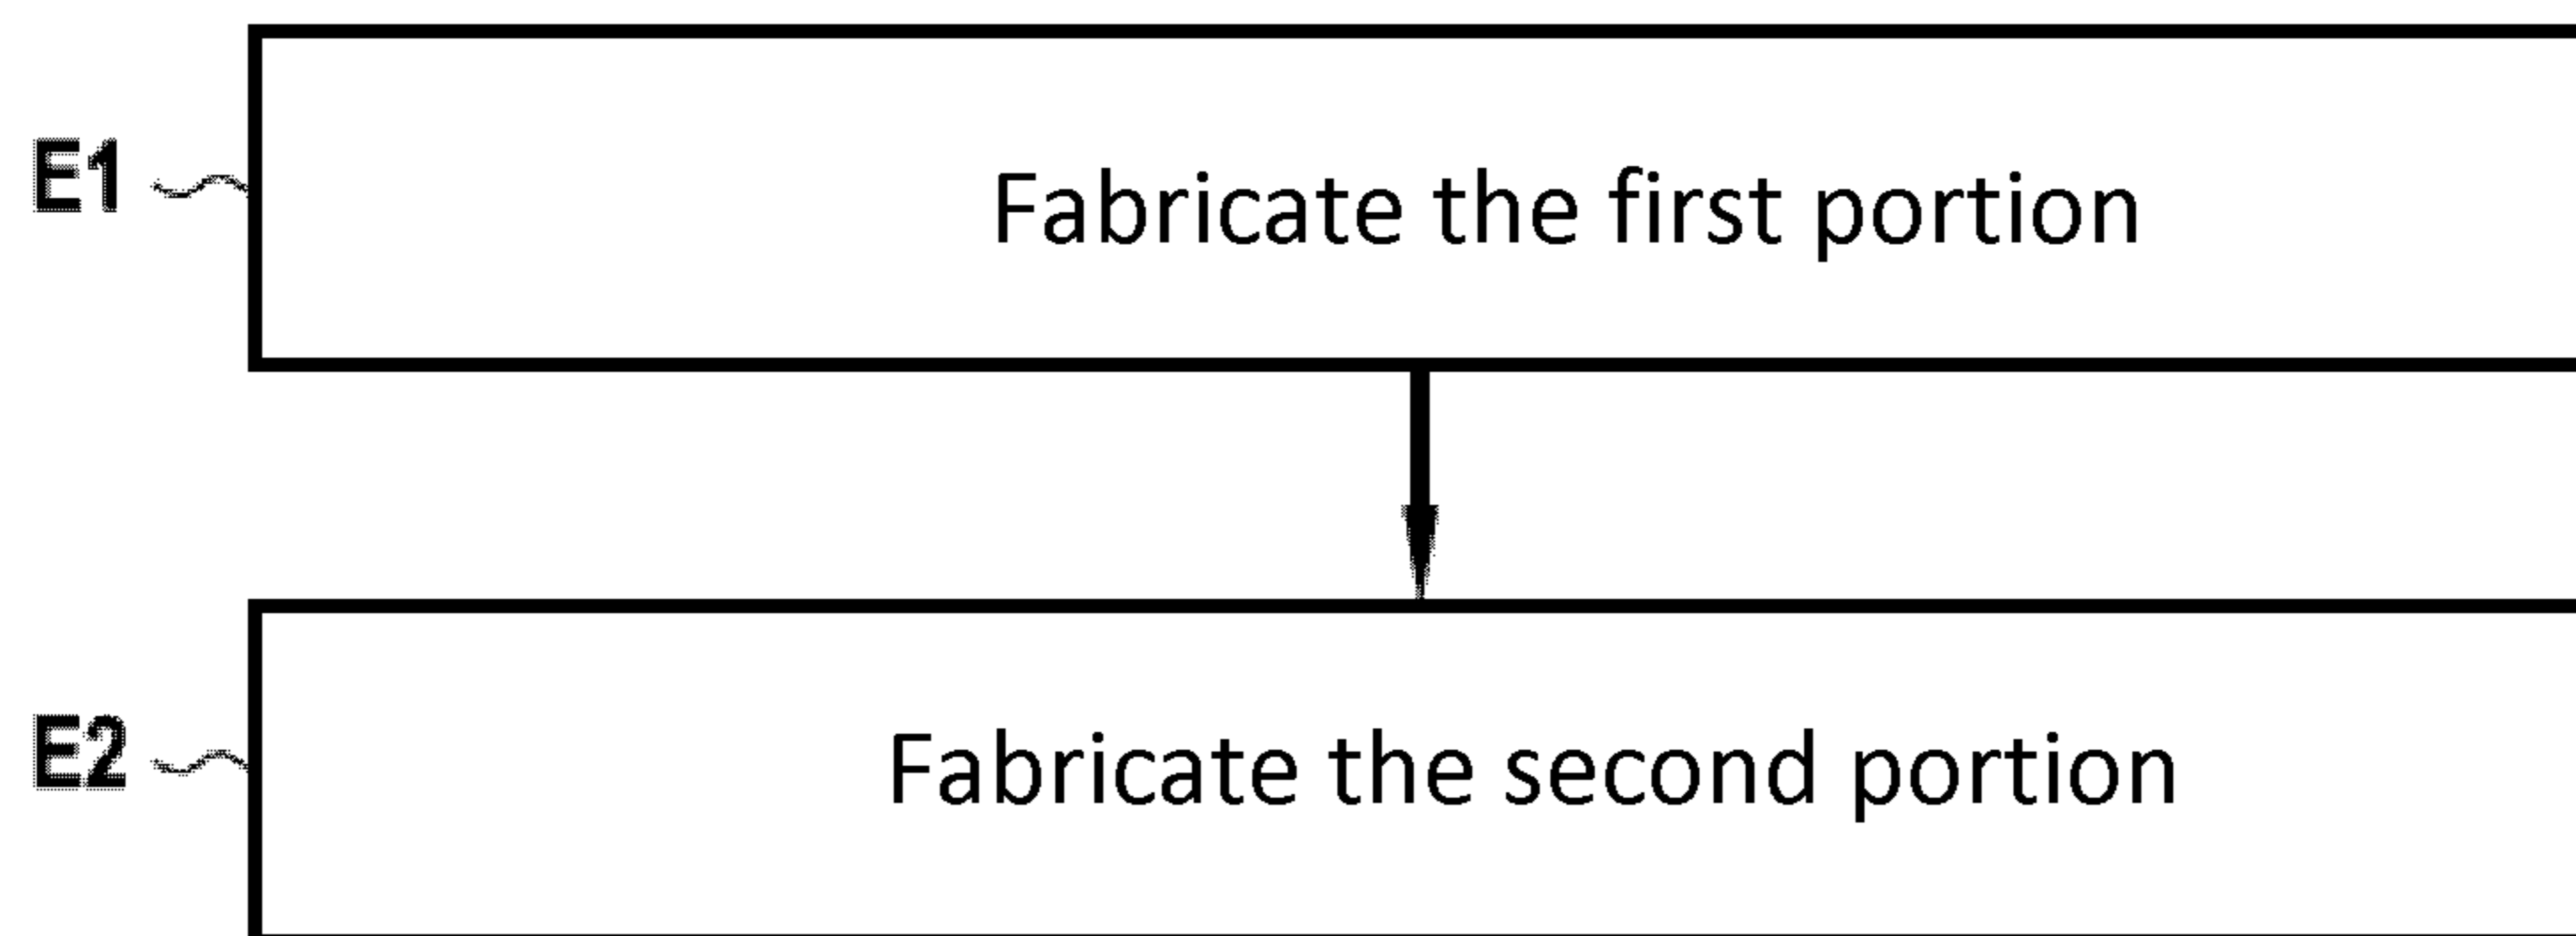 E1
Fabricate the first portion
E2
Fabricate the second portion